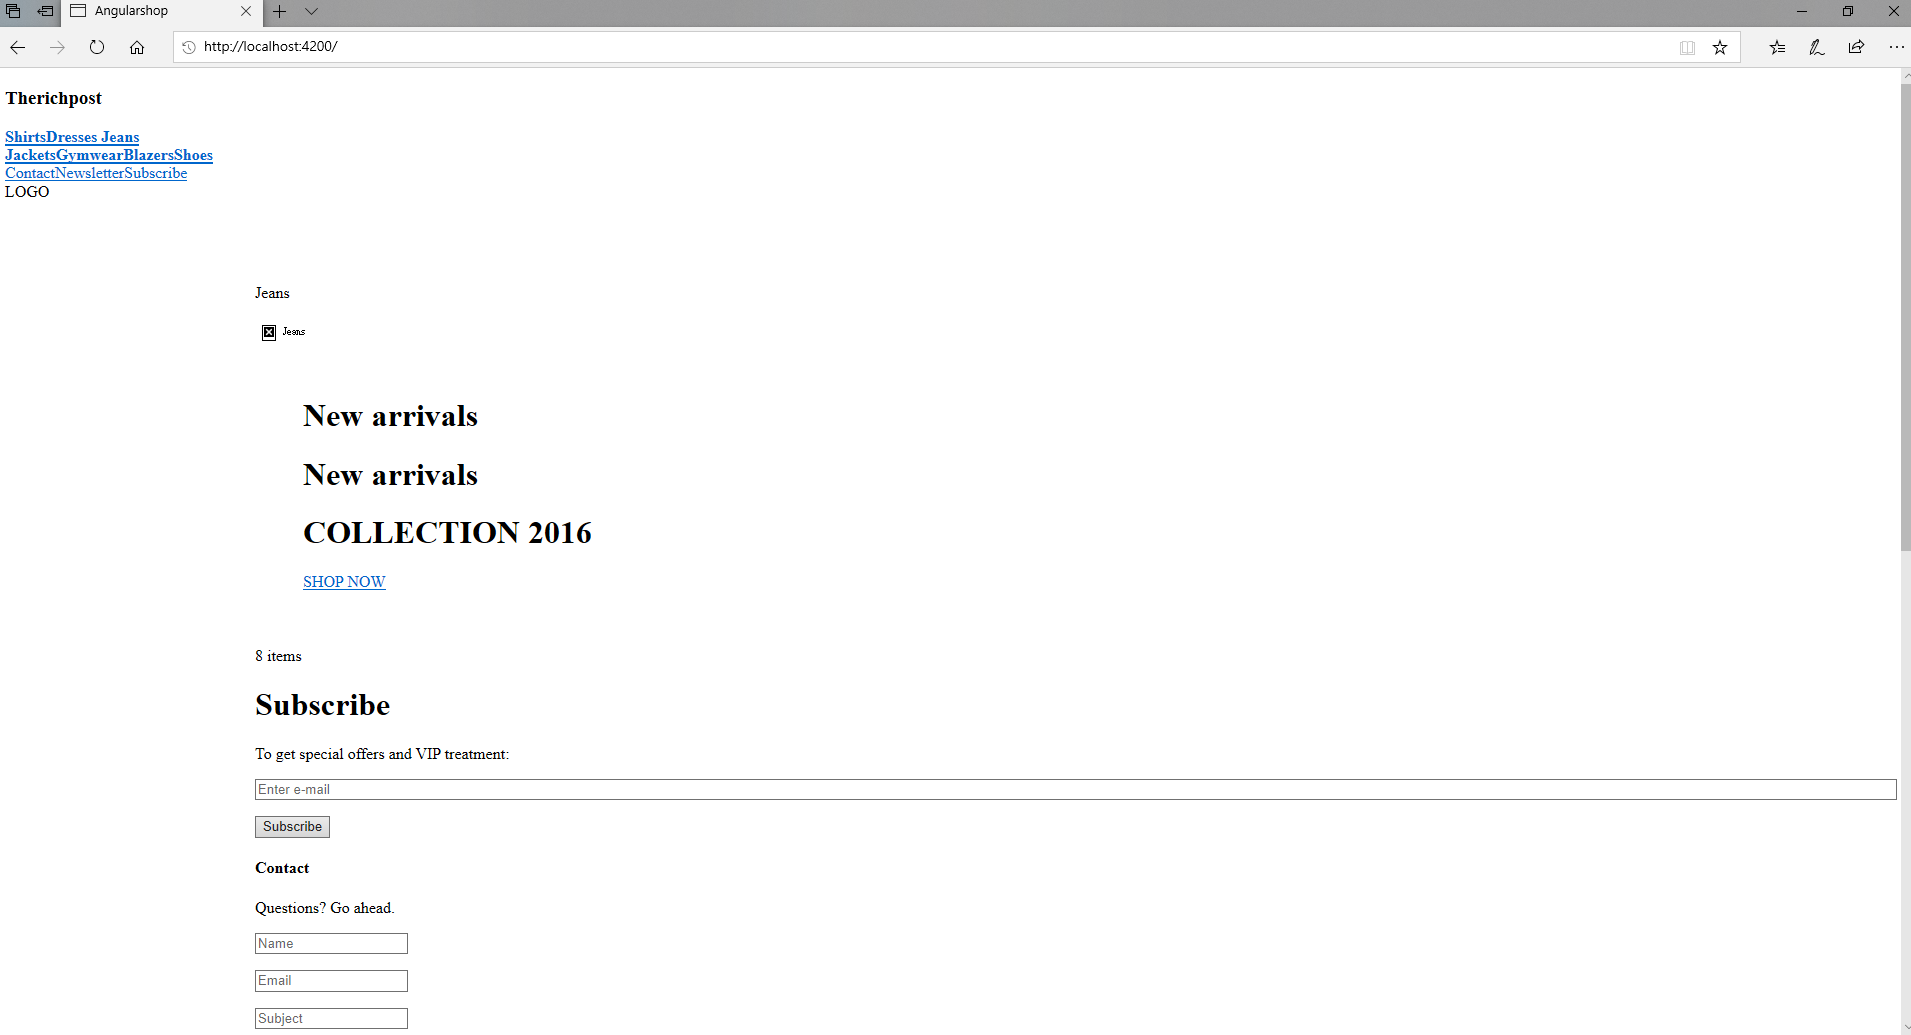 Angularshop
http://localhost:4200/
Therichpost
ShirtsDresses Jeans
JacketsGymwearBlazersShoes
ContactNewsletterSubscribe
LOGO
Jeans
Jeans
New arrivals
New arrivals
COLLECTION 2016
SHOP NOW
8 items
Subscribe
To get special offers and VIP treatment:
Enter e-mail
Subscribe
Contact
Questions? Go ahead.
Name
Email
Subject